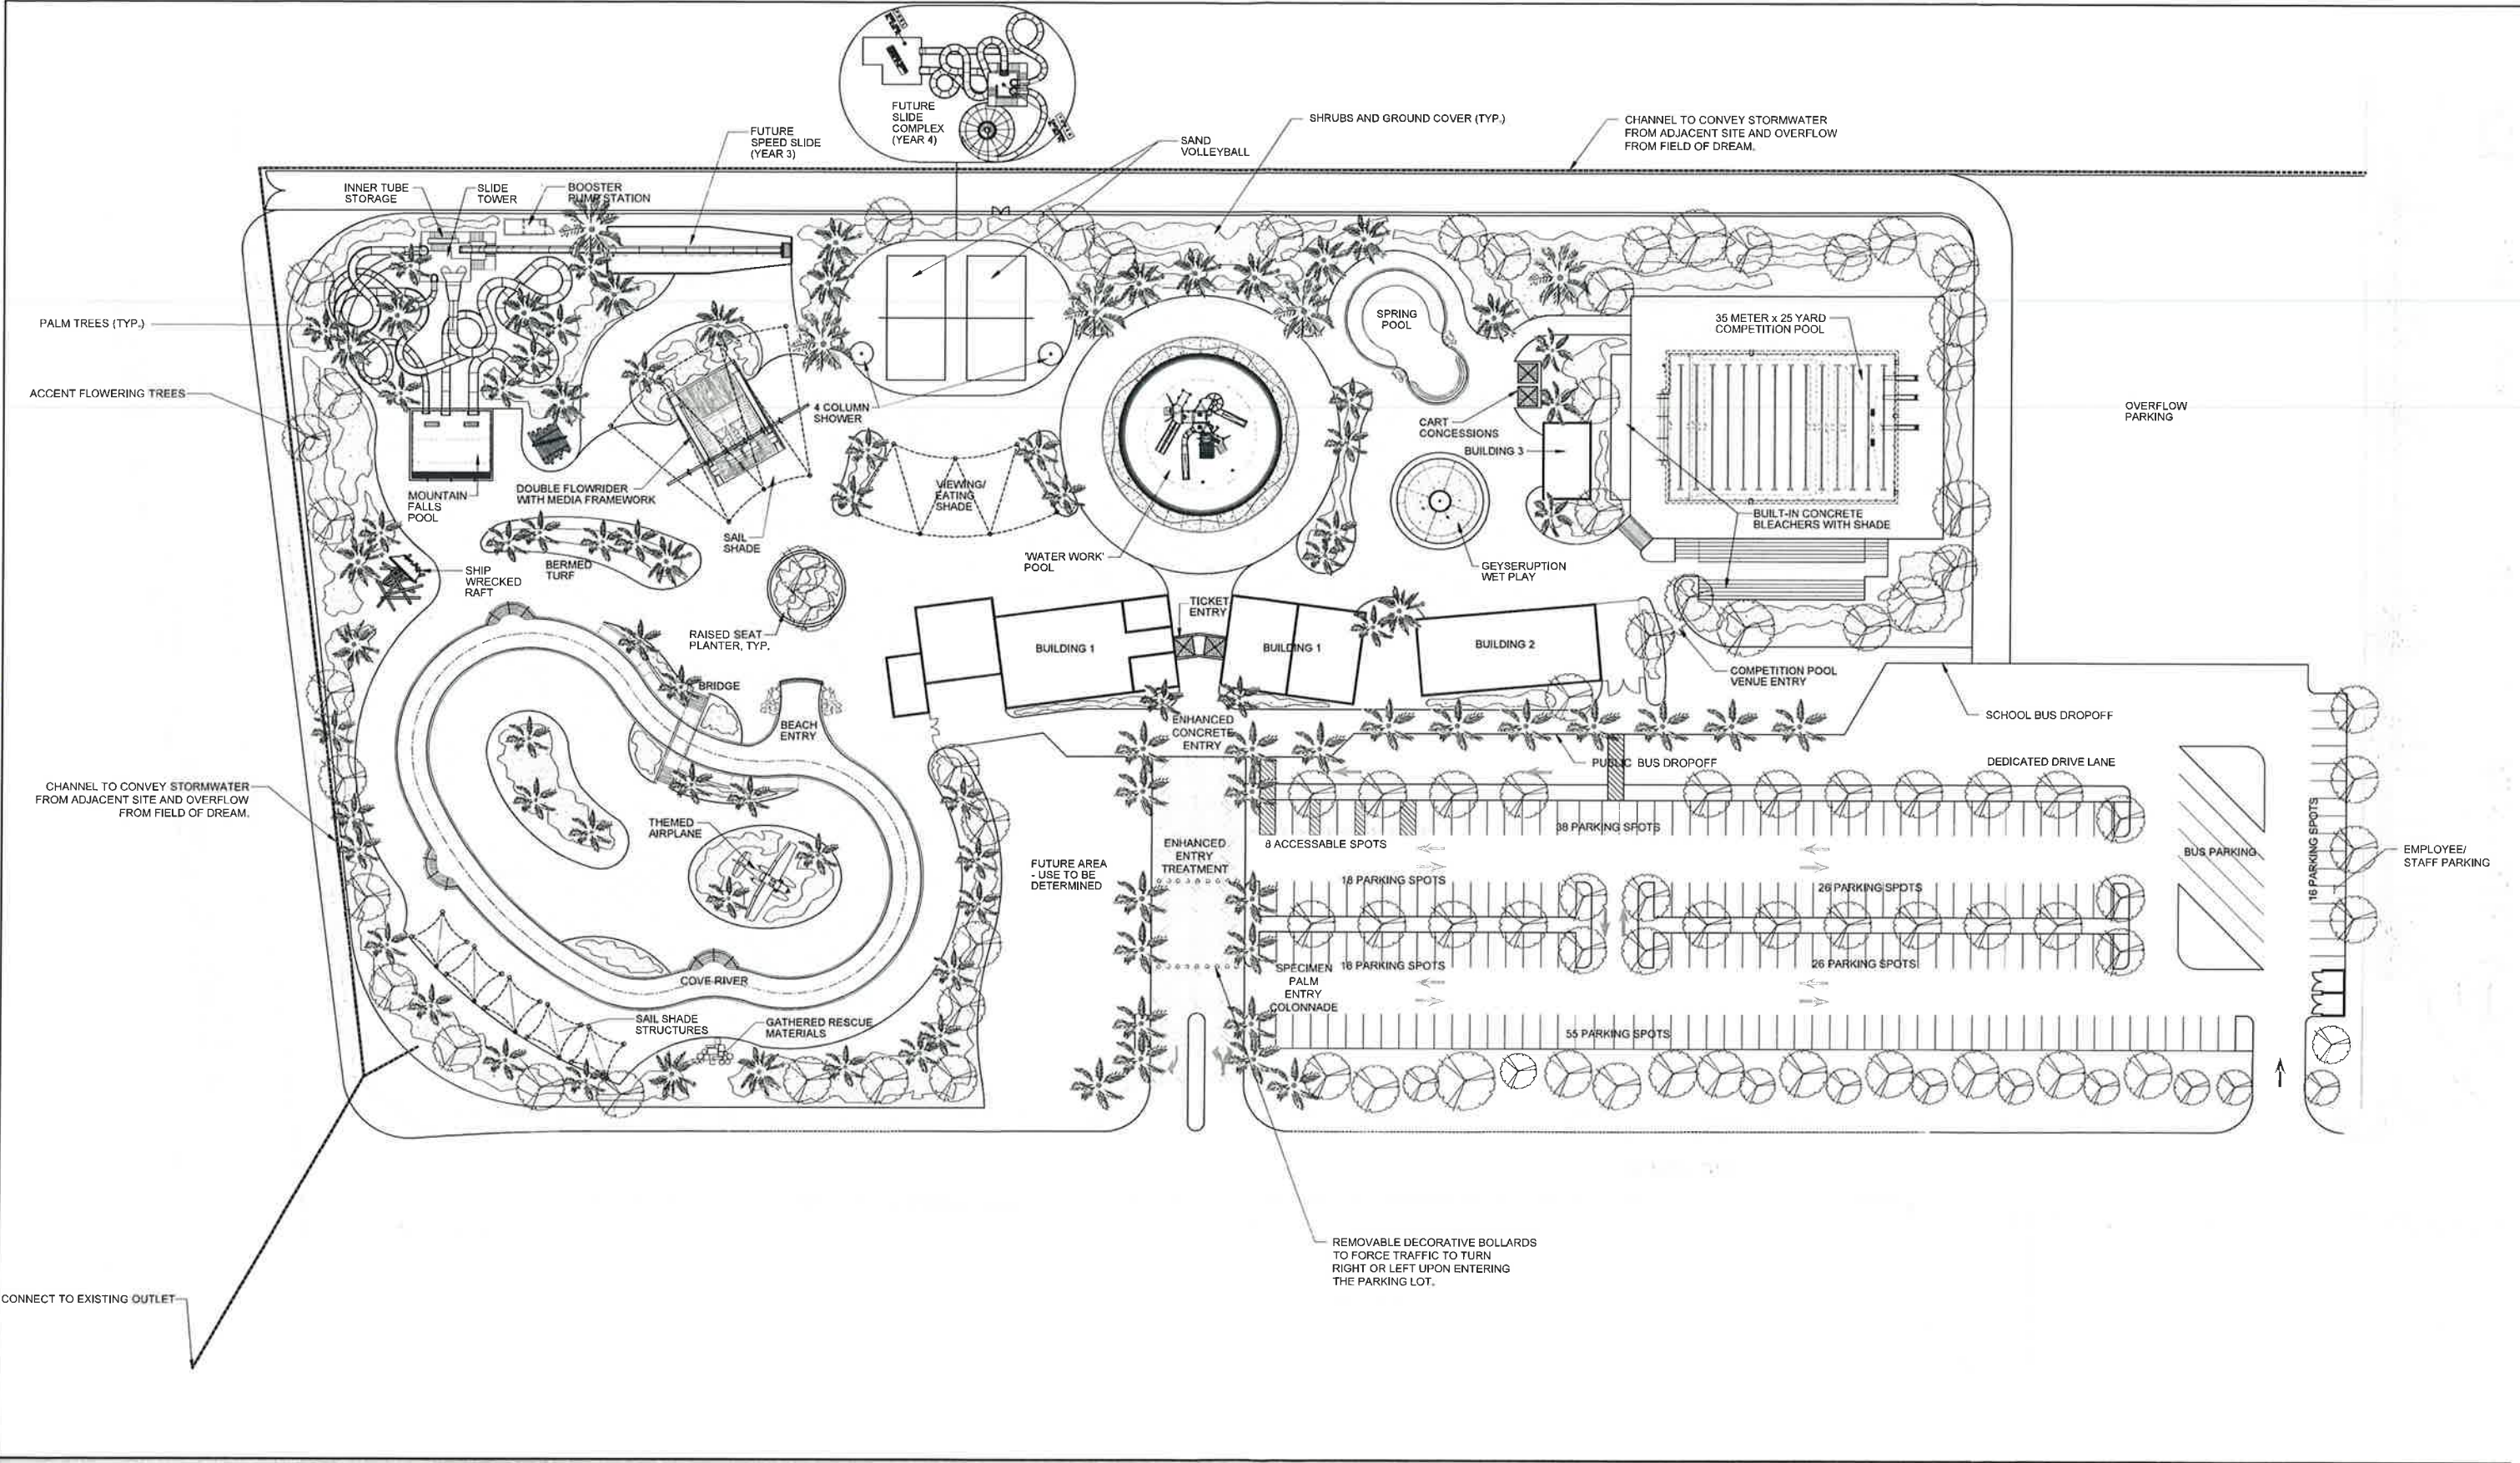 FUTURE
SLIDE
COMPLEX
(YEAR 4)
FUTURE
SPEED SLIDE
(YEAR 3)
SAND
VOLLEYBALL
SHRUBS AND GROUND COVER (TYP.)
CHANNEL TO CONVEY STORMWATER
FROM ADJACENT SITE AND OVERFLOW
FROM FIELD OF DREAM.
INNER TUBE
STORAGE
SLIDE
TOWER
BOOSTER
PUMP STATION
PALM TREES (TYP.)
ACCENT FLOWERING TREES
SPRING
POOL
35 METER x 25 YARD
COMPETITION POOL
OVERFLOW
PARKING
4 COLUMN
SHOWER
CART
CONCESSIONS
BUILDING 3
MOUNTAIN
FALLS
POOL
DOUBLE FLOWRIDER
WITH MEDIA FRAMEWORK
VIEWING/
EATING
SHADE
SAIL
SHADE
BUILT-IN CONCRETE
BLEACHERS WITH SHADE
'WATER WORK'
POOL
GEYSERUPTION
WET PLAY
SHIP
WRECKED
RAFT
BERMED
TURF
TICKET
ENTRY
RAISED SEAT
PLANTER, TYP.
BUILDING 1
BUILDING 1
BUILDING 2
COMPETITION POOL
VENUE ENTRY
BRIDGE
BEACH
ENTRY
ENHANCED
CONCRETE
ENTRY
SCHOOL BUS DROPOFF
PUBLIC BUS DROPOFF
DEDICATED DRIVE LANE
CHANNEL TO CONVEY STORMWATER
FROM ADJACENT SITE AND OVERFLOW
FROM FIELD OF DREAM.
THEMED
AIRPLANE
38 PARKING SPOTS
8 ACCESSABLE SPOTS
ENHANCED
ENTRY
TREATMENT
FUTURE AREA
- USE TO BE
DETERMINED
BUS PARKING
16 PARKING SPOTS
EMPLOYEE/
STAFF PARKING
18 PARKING SPOTS
26 PARKING SPOTS
18 PARKING SPOTS
26 PARKING SPOTS
SPECIMEN
PALM
ENTRY
COLONNADE
COVE RIVER
SAIL SHADE
STRUCTURES
GATHERED RESCUE
MATERIALS
55 PARKING SPOTS
REMOVABLE DECORATIVE BOLLARDS
TO FORCE TRAFFIC TO TURN
RIGHT OR LEFT UPON ENTERING
THE PARKING LOT.
CONNECT TO EXISTING OUTLET